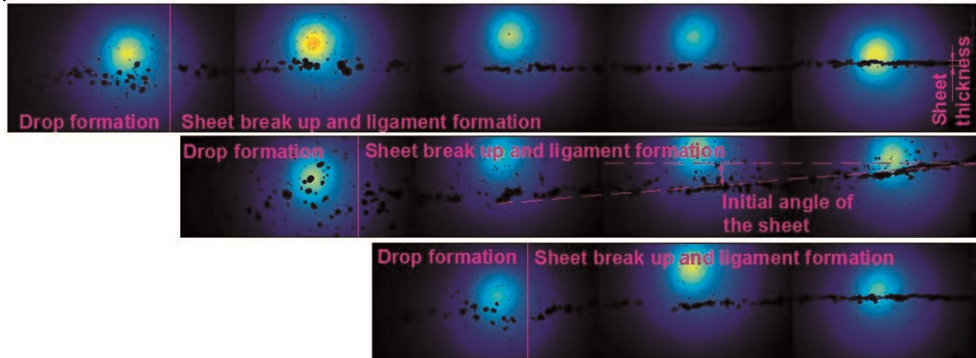 Drop formation
Sheet break up and ligament formation
Sheet
thickness
Drop formation
Sheet break up and ligament formation
Initial angle of
the sheet
Drop formation
Sheet break up and ligament formation